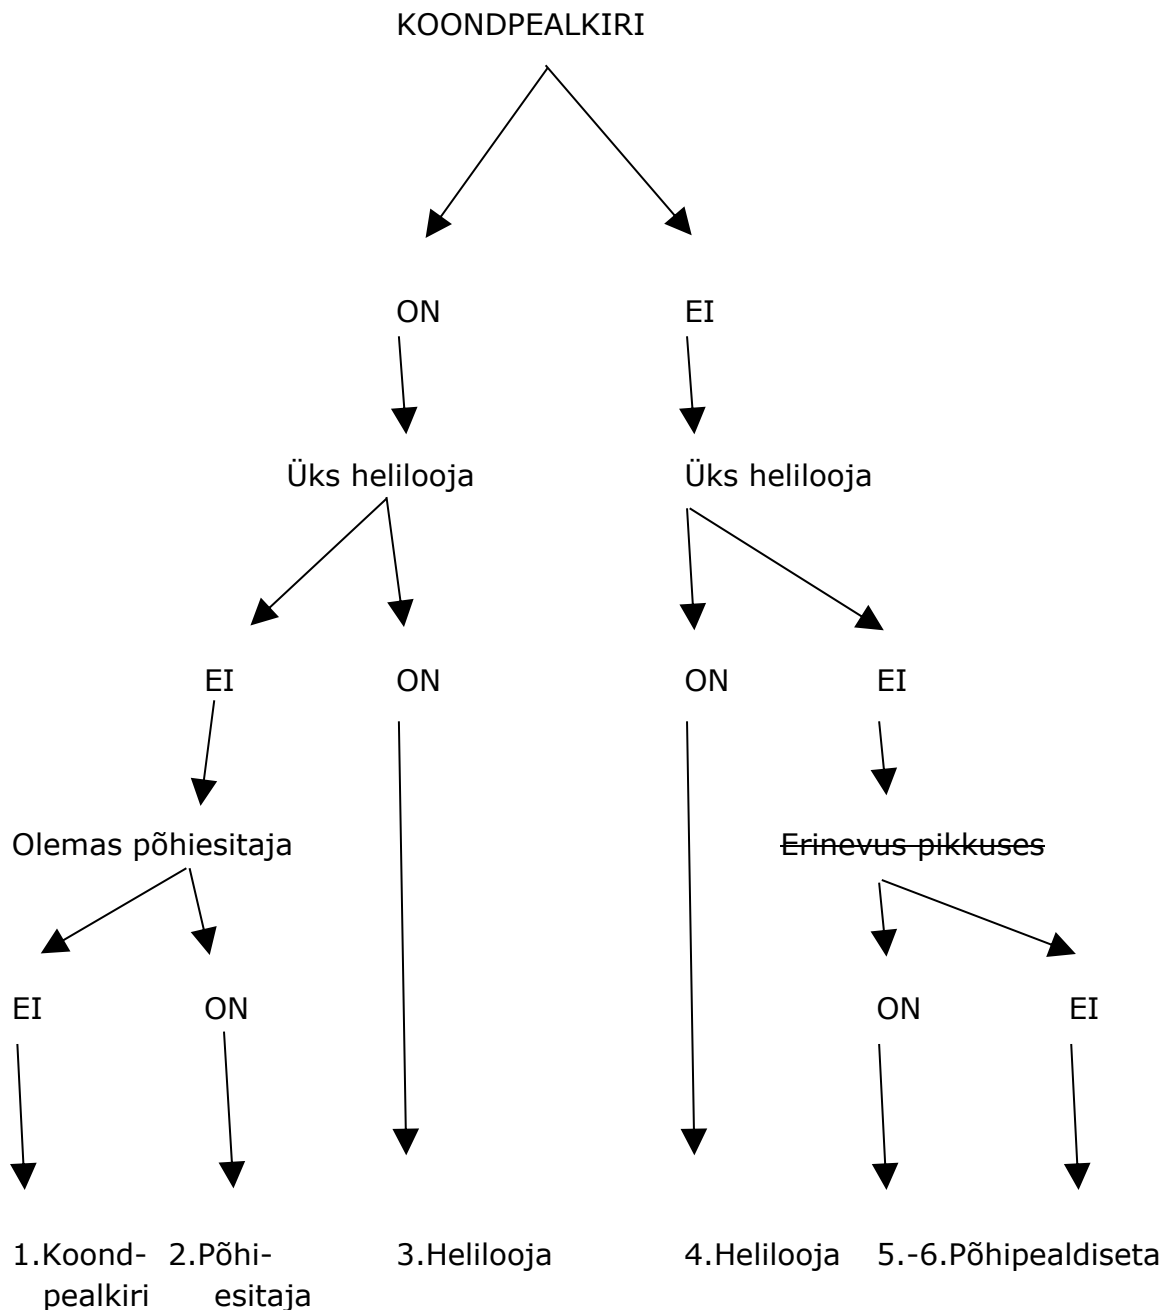 KOONDPEALKIRI
ON EI
Üks helilooja Üks helilooja
EI ON ON EI
Olemas põhiesitaja Erinevus pikkuses
EI ON ON EI
1.Koond- 2.Põhi- 3.Helilooja 4.Helilooja 5.-6.Põhipealdiseta
pealkiri esitaja